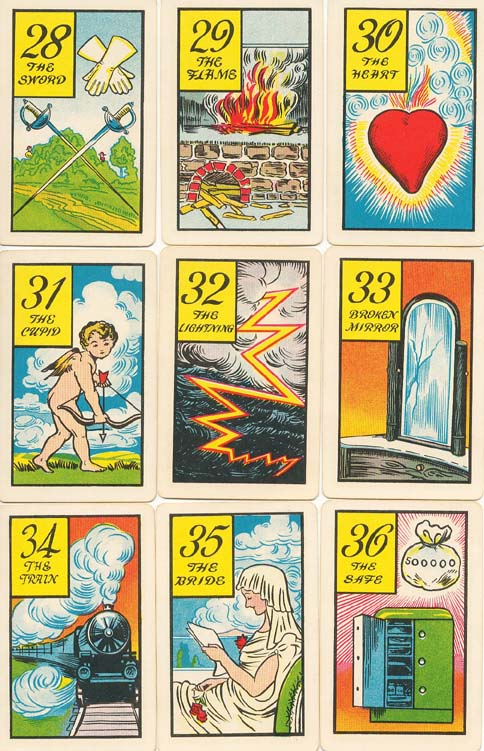 28
THE
SWORD
29
THE
FLAME
30
THE
HEART
31
THE
CUPID
32
THE
LIGHTNING
33
BROKEN
MIRROR
34
THE
TRAIN
35
THE
BRIDE
36
THE
SAFE
500000